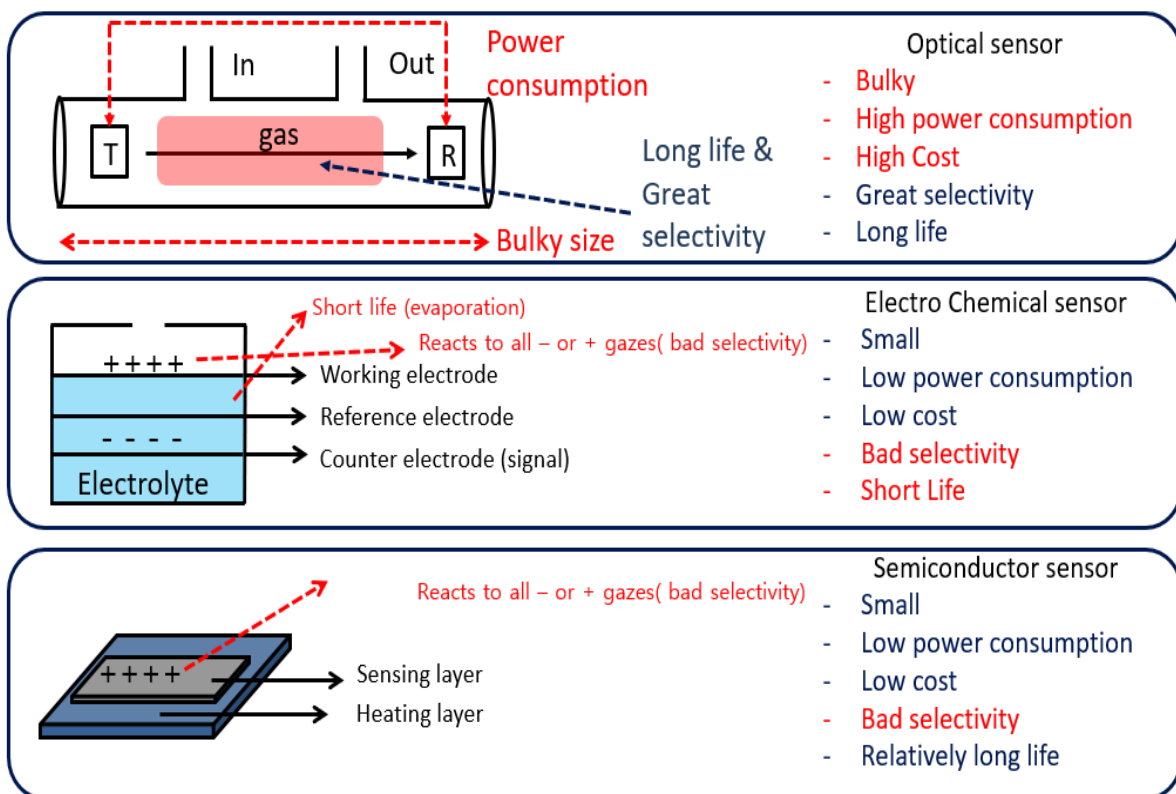 In
Out
Power
consumption
T
gas
R
Long life &
Great
selectivity
Bulky size
Optical sensor
- Bulky
- High power consumption
- High Cost
- Great selectivity
- Long life
Short life (evaporation)
Reacts to all – or + gazes( bad selectivity)
+ + + +
Working electrode
Reference electrode
- - - -
Counter electrode (signal)
Electrolyte
Electro Chemical sensor
- Small
- Low power consumption
- Low cost
- Bad selectivity
- Short Life
Reacts to all – or + gazes( bad selectivity)
+ + + +
Sensing layer
Heating layer
Semiconductor sensor
- Small
- Low power consumption
- Low cost
- Bad selectivity
- Relatively long life